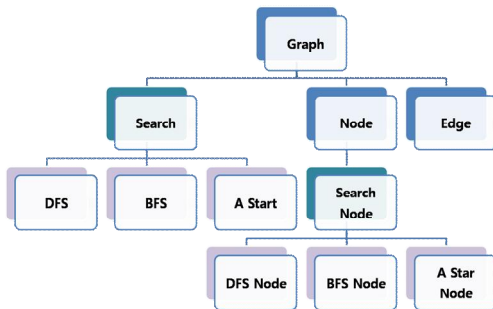 Graph
Search
Node
Edge
DFS
BFS
A Start
Search
Node
DFS Node
BFS Node
A Star
Node